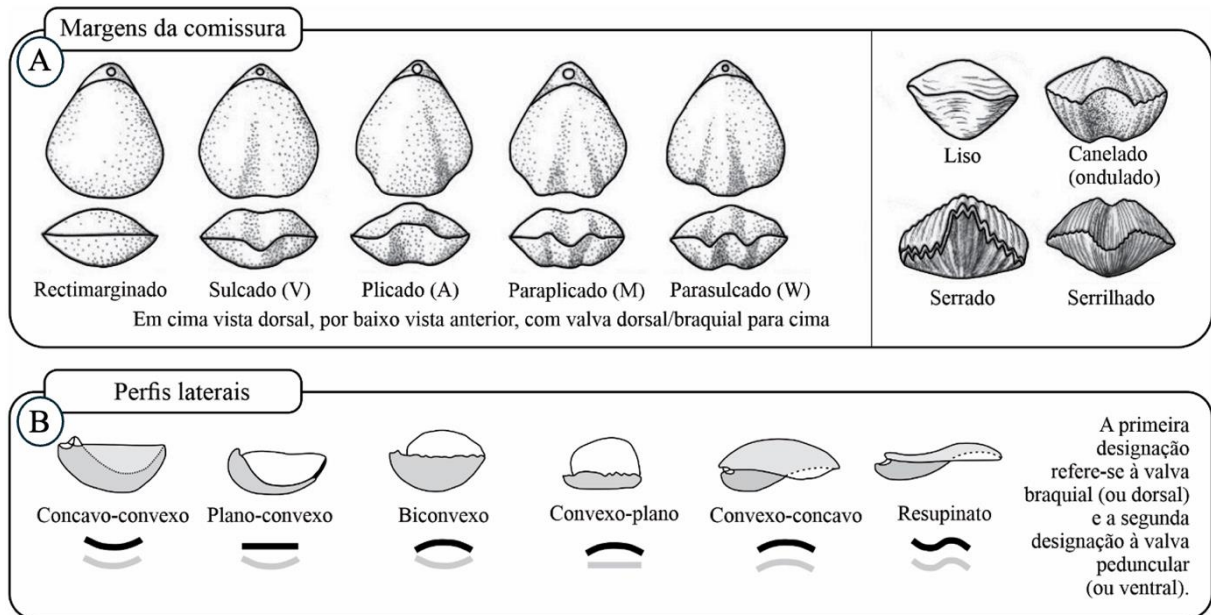 Margens da comissura
A
Rectimarginado
Sulcado (V)
Plicado (A)
Paraplicado (M)
Parasulcado (W)
Em cima vista dorsal, por baixo vista anterior, com valva dorsal/braquial para cima
Liso
Canelado
(ondulado)
Serrado
Serrilhado
Perfis laterais
B
Concavo-convexo
Plano-convexo
Biconvexo
Convexo-plano
Convexo-concavo
Resupinato
A primeira
designação
refere-se à valva
braquial (ou dorsal)
e a segunda
designação à valva
peduncular
(ou ventral).